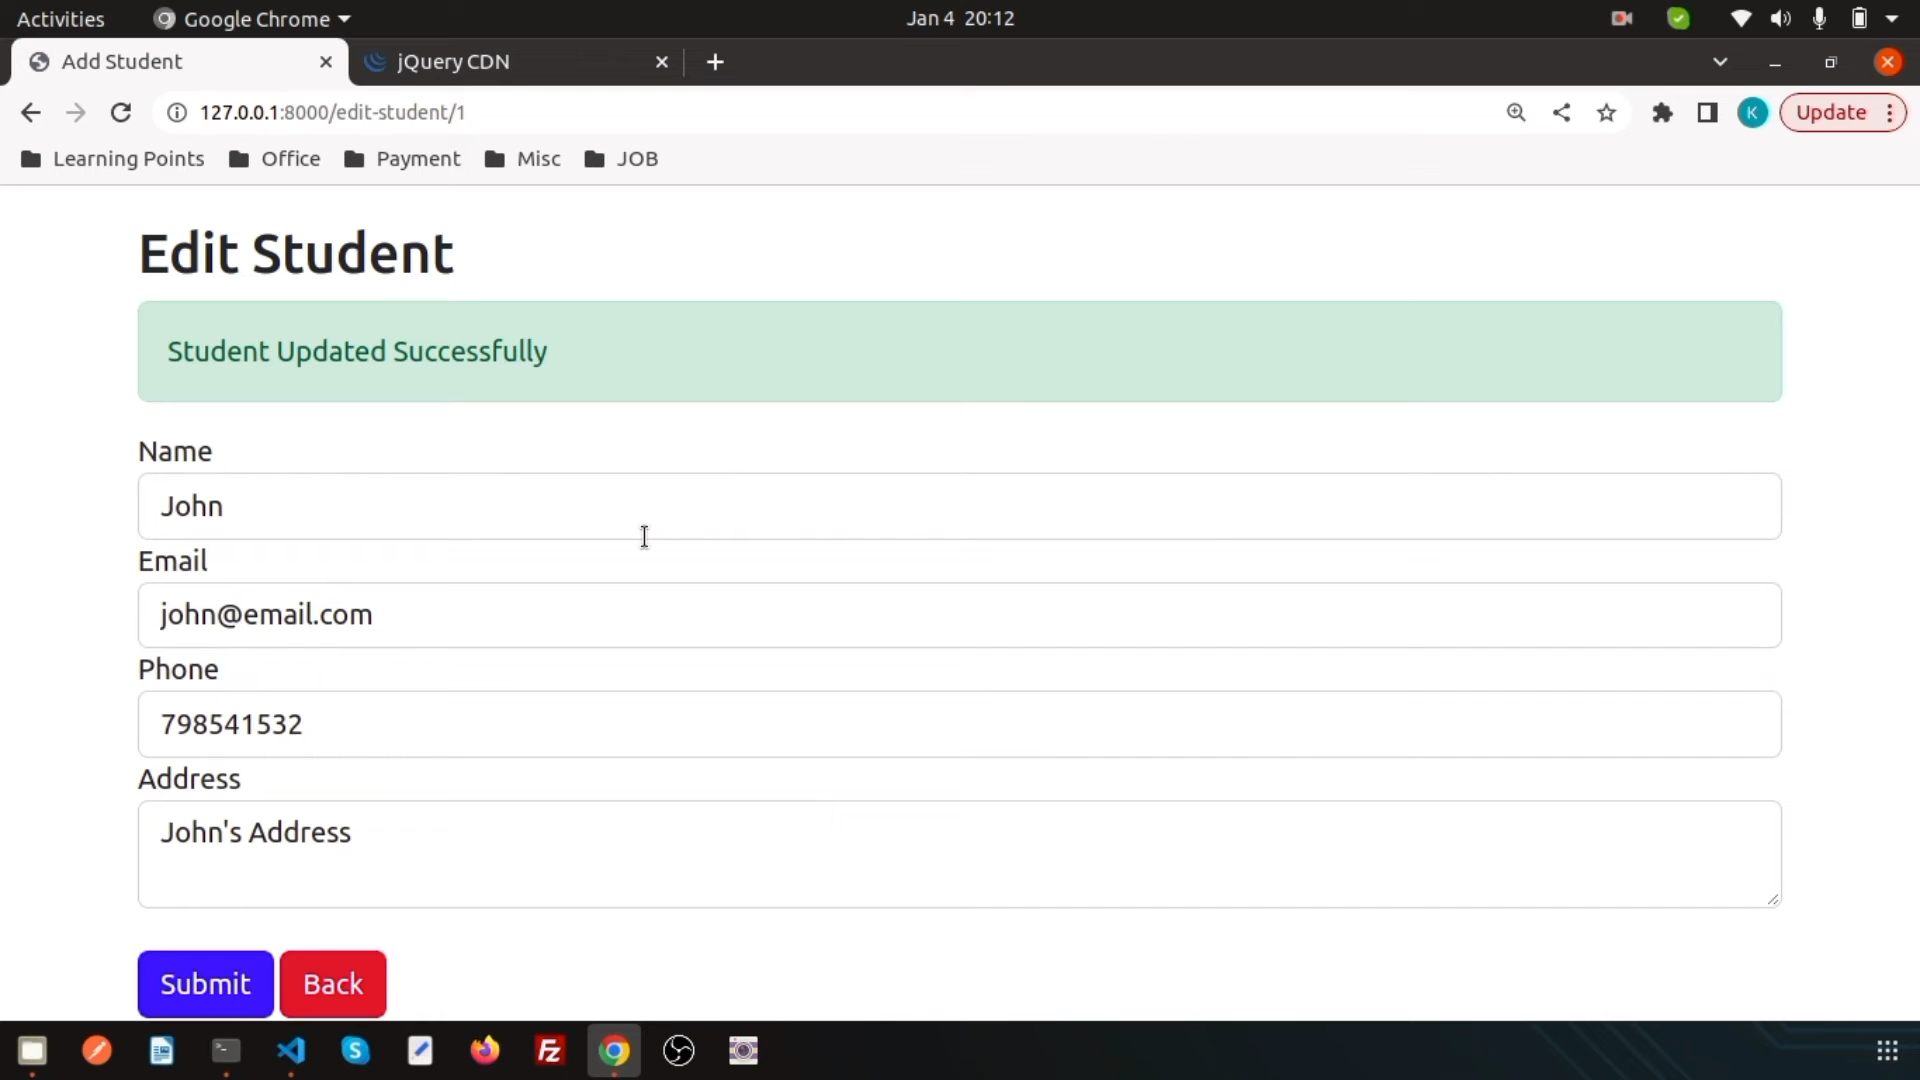 Activities Google Chrome Jan 4 20:12
Add Student jQuery CDN
127.0.0.1:8000/edit-student/1 K Update
Learning Points Office Payment Misc JOB
Edit Student
Student Updated Successfully
Name
John
Email
john@email.com
Phone
798541532
Address
John's Address
Submit Back